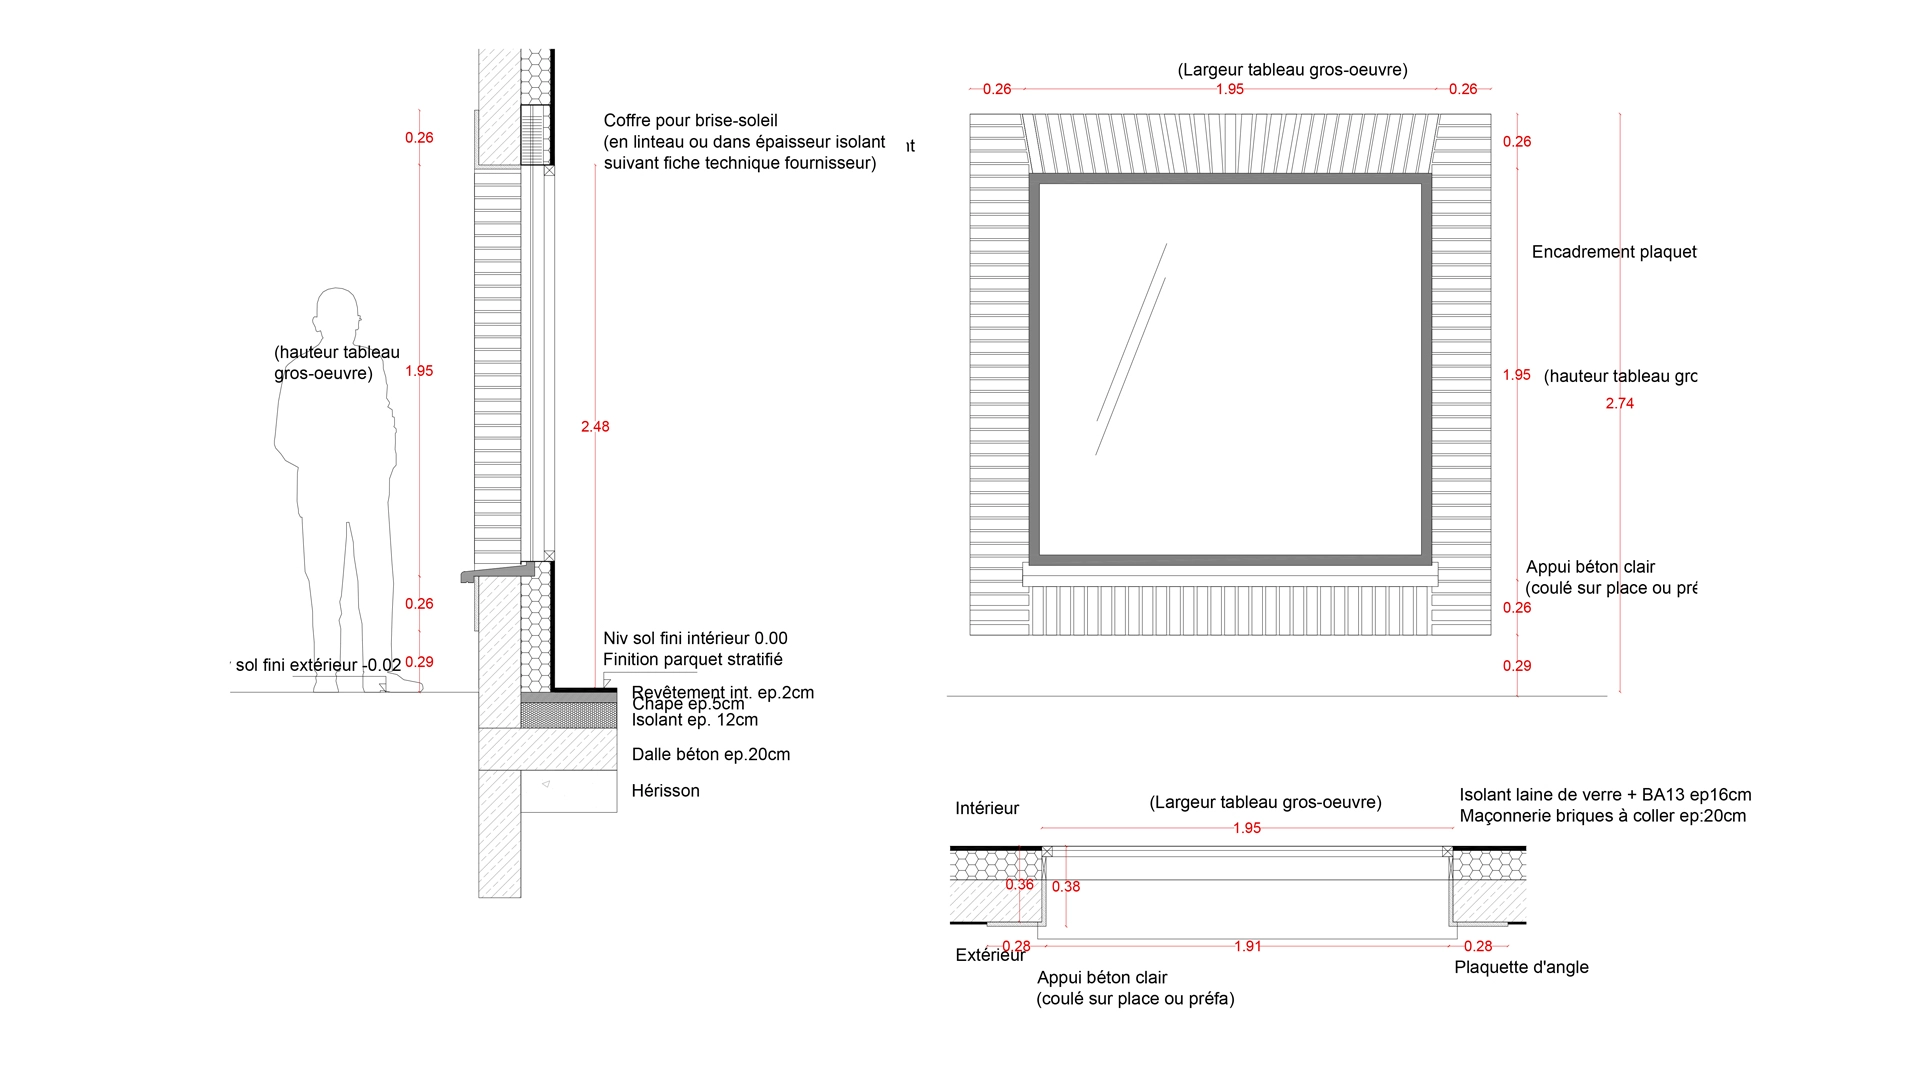 0.26
Coffre pour brise-soleil
(en linteau ou dans épaisseur isolant
suivant fiche technique fournisseur)
(hauteur tableau
gros-oeuvre)
1.95
2.48
0.26
sol fini extérieur -0.02
0.29
Niv sol fini intérieur 0.00
Finition parquet stratifié
Revêtement int. ep.2cm
Chape ep.5cm
Isolant ep. 12cm
Dalle béton ep.20cm
Hérisson
(Largeur tableau gros-oeuvre)
0.26 1.95 0.26
nt
0.26
Encadrement plaquet
1.95 (hauteur tableau gro
2.74
Appui béton clair
(coulé sur place ou pré
0.26
0.29
Intérieur
(Largeur tableau gros-oeuvre)
1.95
Isolant laine de verre + BA13 ep16cm
Maçonnerie briques à coller ep:20cm
0.36 0.38
0.28 1.91 0.28
Extérieur
Appui béton clair
(coulé sur place ou préfa)
Plaquette d'angle